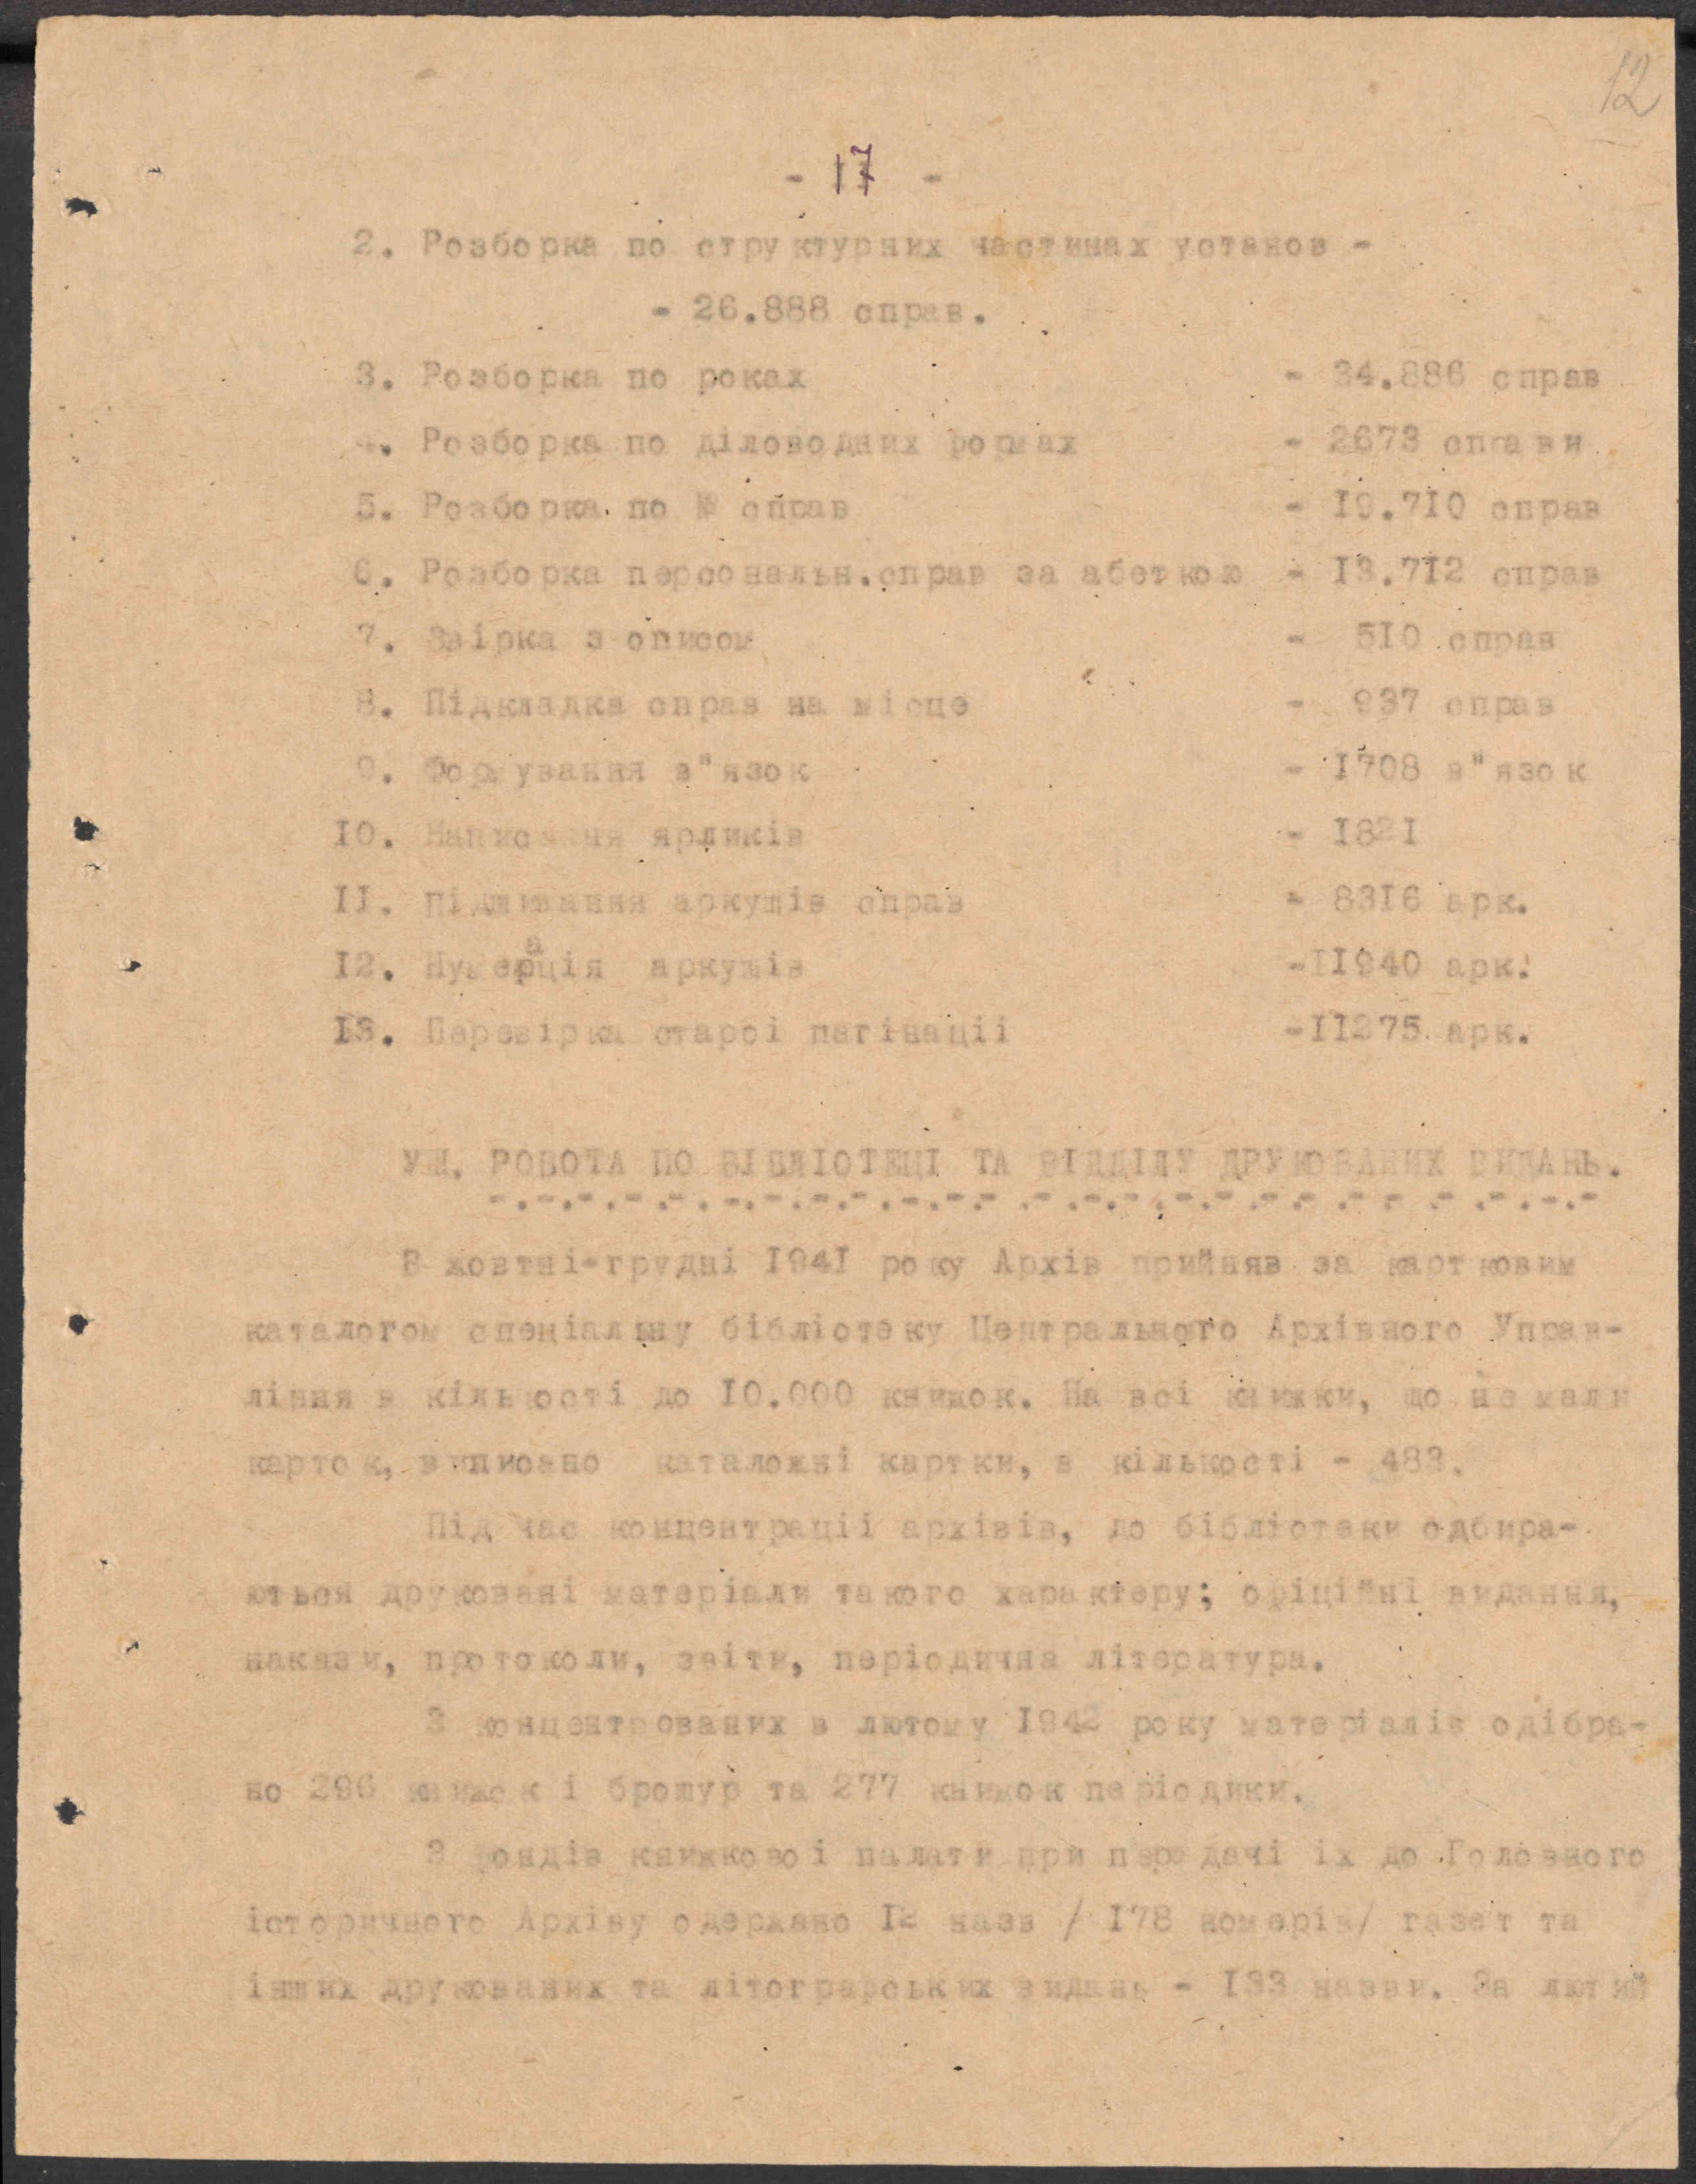 12
- 17 -
2. Розборка по структурних частинах установ -
- 26.888 справ.
3. Розборка по роках - 34.886 справ
4. Розборка по діловодних формах - 2673 справи
5. Розборка по № справ - 19.710 справ
6. Розборка персональн.справ за абеткою - 13.712 справ
7. Звірка з описом - 510 справ
8. Підкладка справ на місце - 937 справ
9. Формування в"язок - 1708 в"язок
10. Написання ярликів - 1821
11. Підшивання аркушів справ - 8316 арк.
12. Нумерація аркушів -11940 арк.
13. Перевірка старої пагінації -11275 арк.
УШ. РОБОТА ПО БІБЛІОТЕЦІ ТА ВІДДІЛУ ДРУКОВАНИХ ВИДАНЬ.
В жовтні-грудні 1941 року Архів прийняв за картковим
каталогом спеціальну бібліотеку Центрального Архівного Управ-
ління в кількості до 10.000 книжок. На всі книжки, що не мали
карток, виписано каталожні картки, в кількості - 483.
Під час концентрації архівів, до бібліотеки одбира-
ються друковані матеріали такого характеру; офіційні видання,
накази, протоколи, звіти, періодична література.
З концентрованих в лютому 1942 року матеріалів одібра-
но 296 книжок і брошур та 277 книжок періодики.
З фондів книжкової палати при передачі їх до Головного
історичного Архіву одержано 12 назв / 178 номерів/ газет та
інших друкованих та літографських видань - 133 назви. За лютий